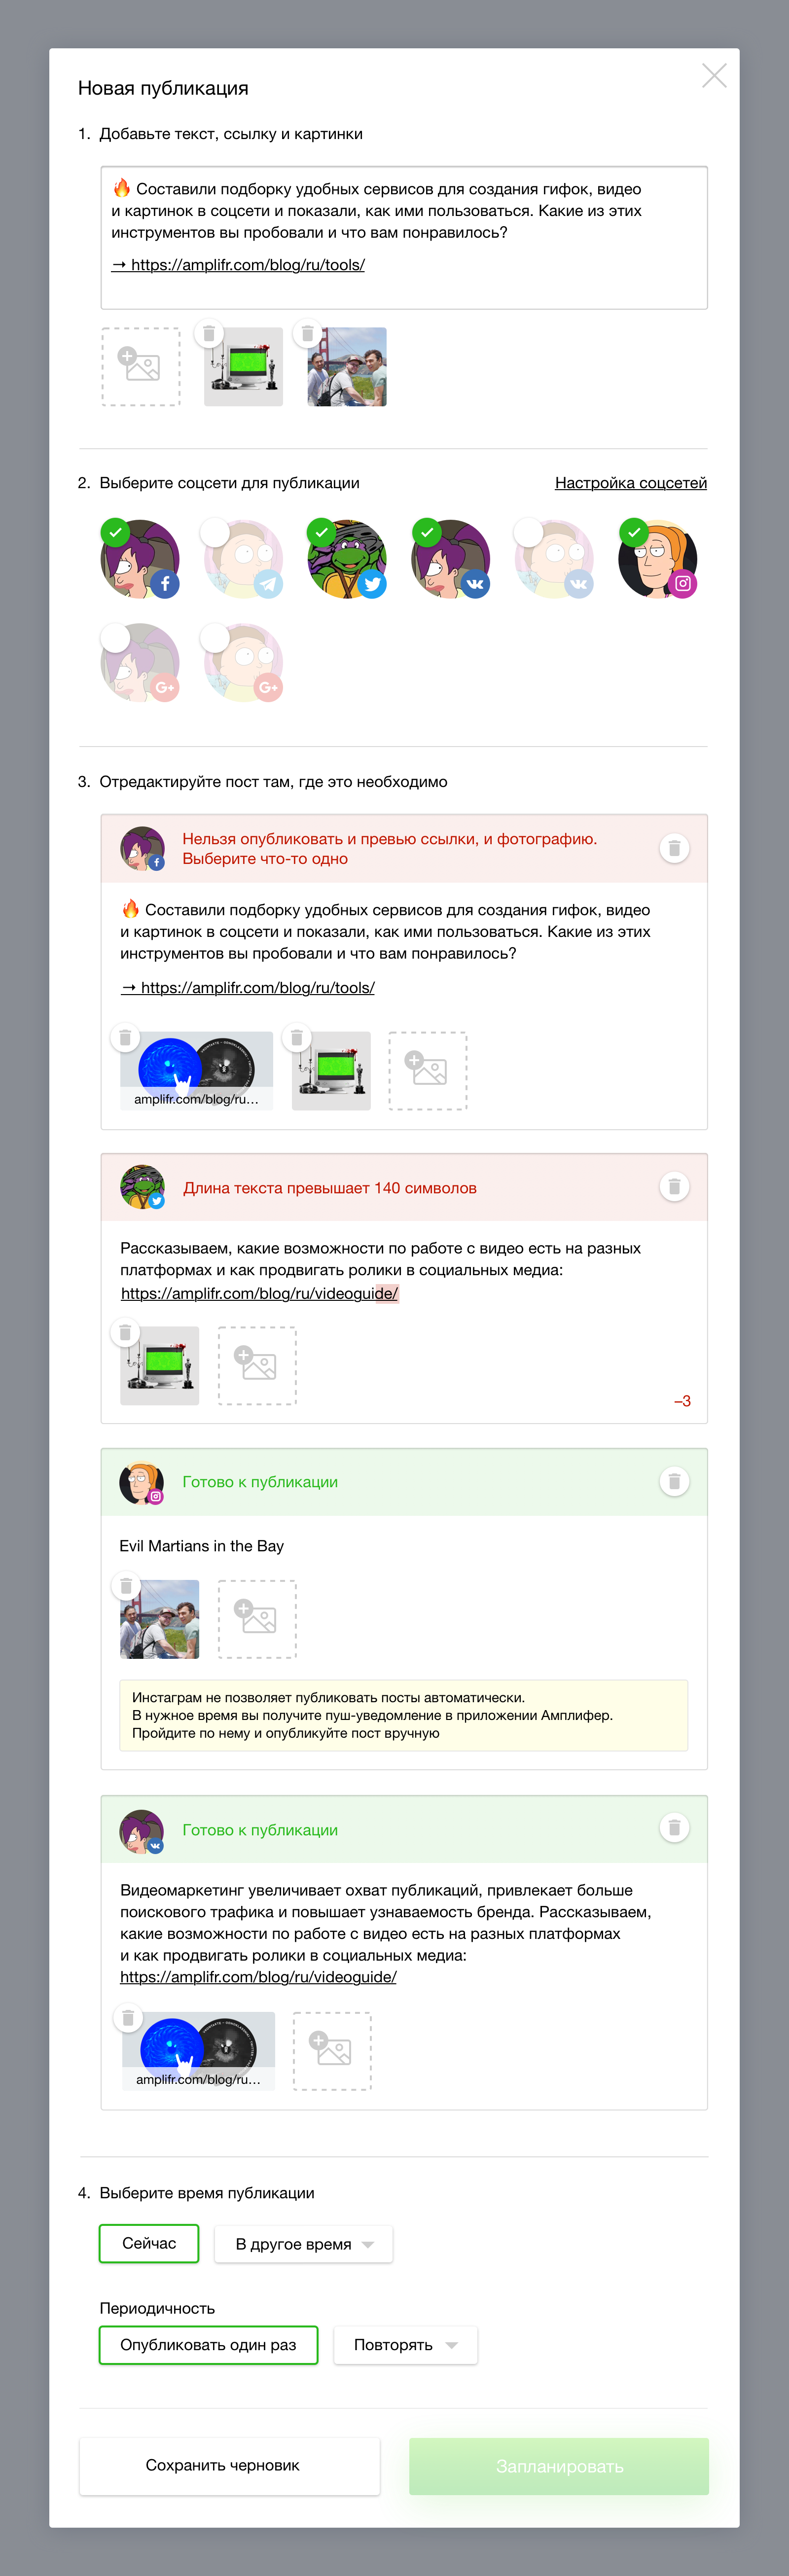 Новая публикация
1. Добавьте текст, ссылку и картинки
🔥 Составили подборку удобных сервисов для создания гифок, видео
и картинок в соцсети и показали, как ими пользоваться. Какие из этих
инструментов вы пробовали и что вам понравилось?
→ https://amplifr.com/blog/ru/tools/
2. Выберите соцсети для публикации
Настройка соцсетей
3. Отредактируйте пост там, где это необходимо
Нельзя опубликовать и превью ссылки, и фотографию.
Выберите что-то одно
🔥 Составили подборку удобных сервисов для создания гифок, видео
и картинок в соцсети и показали, как ими пользоваться. Какие из этих
инструментов вы пробовали и что вам понравилось?
→ https://amplifr.com/blog/ru/tools/
amplifr.com/blog/ru…
Длина текста превышает 140 символов
Рассказываем, какие возможности по работе с видео есть на разных
платформах и как продвигать ролики в социальных медиа:
https://amplifr.com/blog/ru/videoguide/
–3
Готово к публикации
Evil Martians in the Bay
Инстаграм не позволяет публиковать посты автоматически.
В нужное время вы получите пуш-уведомление в приложении Амплифер.
Пройдите по нему и опубликуйте пост вручную
Готово к публикации
Видеомаркетинг увеличивает охват публикаций, привлекает больше
поискового трафика и повышает узнаваемость бренда. Рассказываем,
какие возможности по работе с видео есть на разных платформах
и как продвигать ролики в социальных медиа:
https://amplifr.com/blog/ru/videoguide/
amplifr.com/blog/ru…
4. Выберите время публикации
Сейчас
В другое время
Периодичность
Опубликовать один раз
Повторять
Сохранить черновик
Запланировать